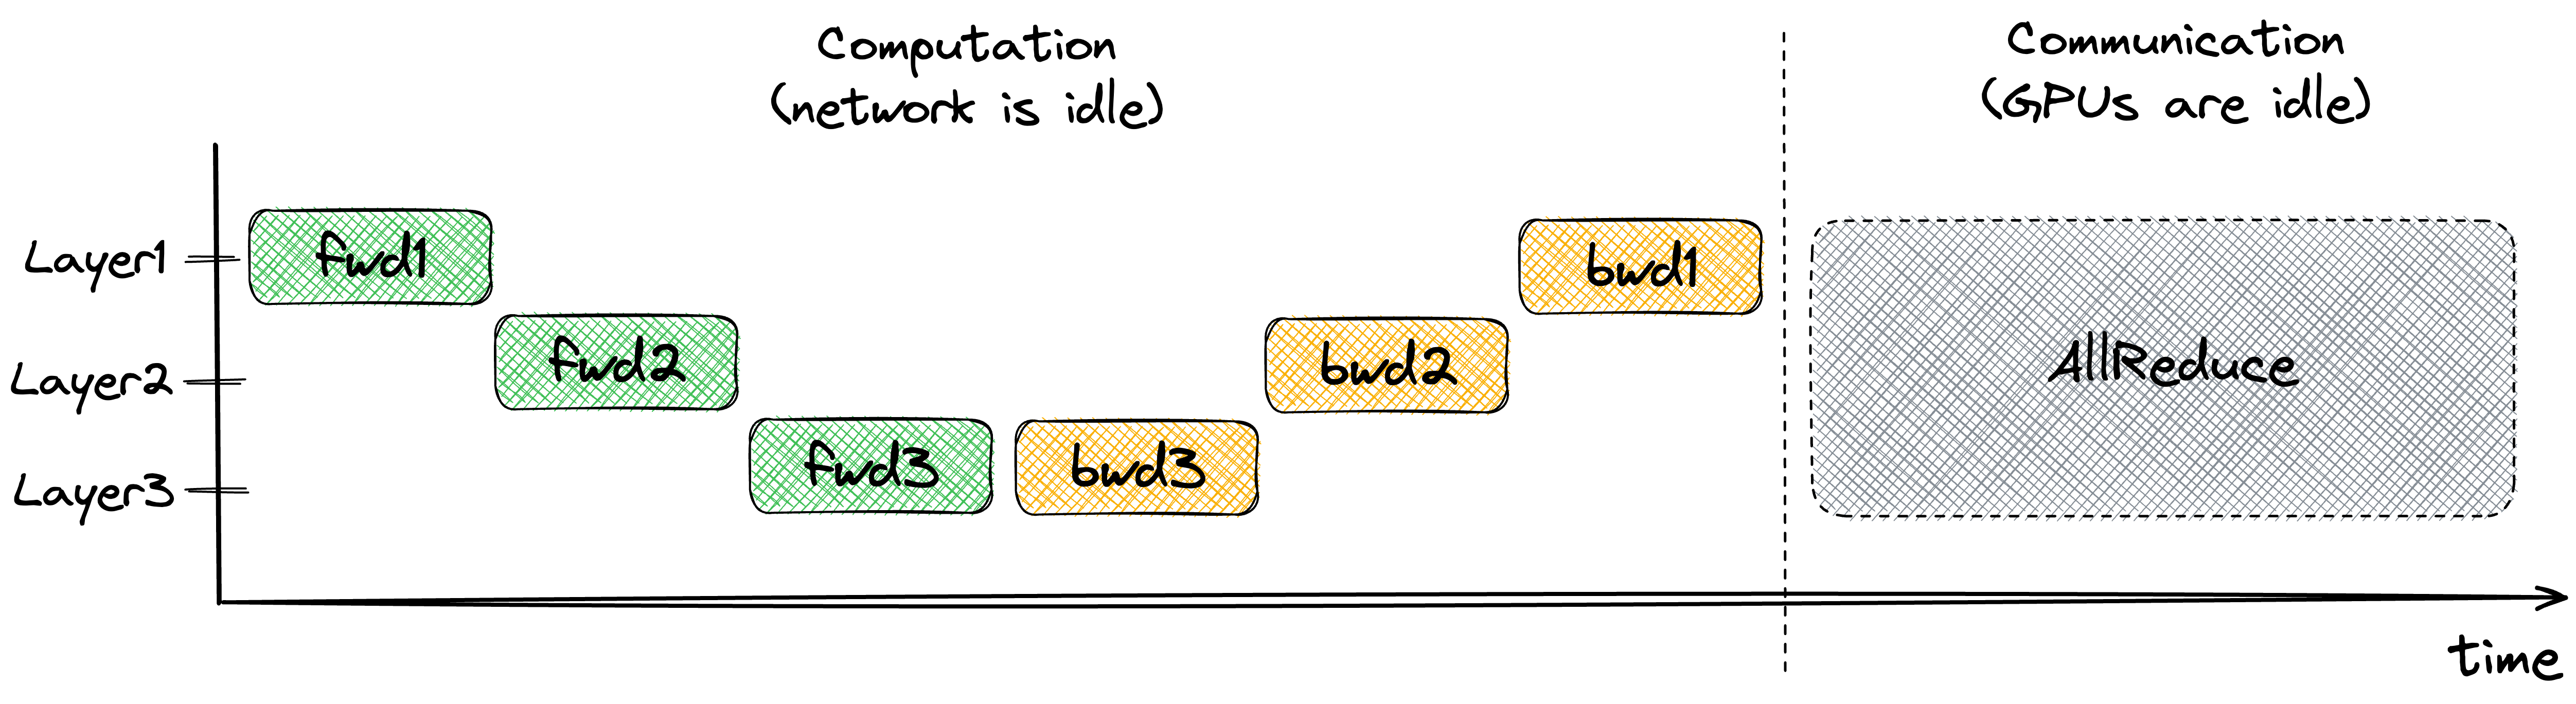 Computation
(network is idle)
Communication
(GPUs are idle)
Layer1
fwd1
bwd1
Layer2
fwd2
bwd2
AllReduce
Layer3
fwd3
bwd3
time